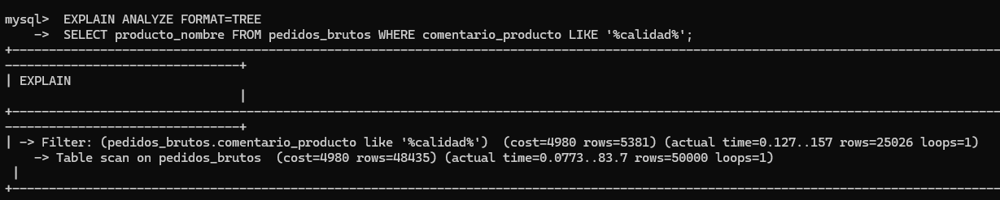 mysql>  EXPLAIN ANALYZE FORMAT=TREE
    ->  SELECT producto_nombre FROM pedidos_brutos WHERE comentario_producto LIKE '%calidad%';
+-----------------------------------------------------------------------------------------------------------------------------------------
--------------------------------+
| EXPLAIN
                                |
+-----------------------------------------------------------------------------------------------------------------------------------------
--------------------------------+
| -> Filter: (pedidos_brutos.comentario_producto like '%calidad%')  (cost=4980 rows=5381) (actual time=0.127..157 rows=25026 loops=1)
    -> Table scan on pedidos_brutos  (cost=4980 rows=48435) (actual time=0.0773..83.7 rows=50000 loops=1)
 |
+-----------------------------------------------------------------------------------------------------------------------------------------